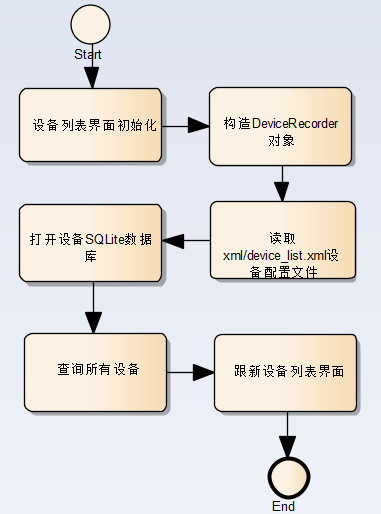 Start
设备列表界面初始化
构造DeviceRecorder
对象
读取
xml/device_list.xml设
备配置文件
打开设备SQLite数据
库
查询所有设备
跟新设备列表界面
End